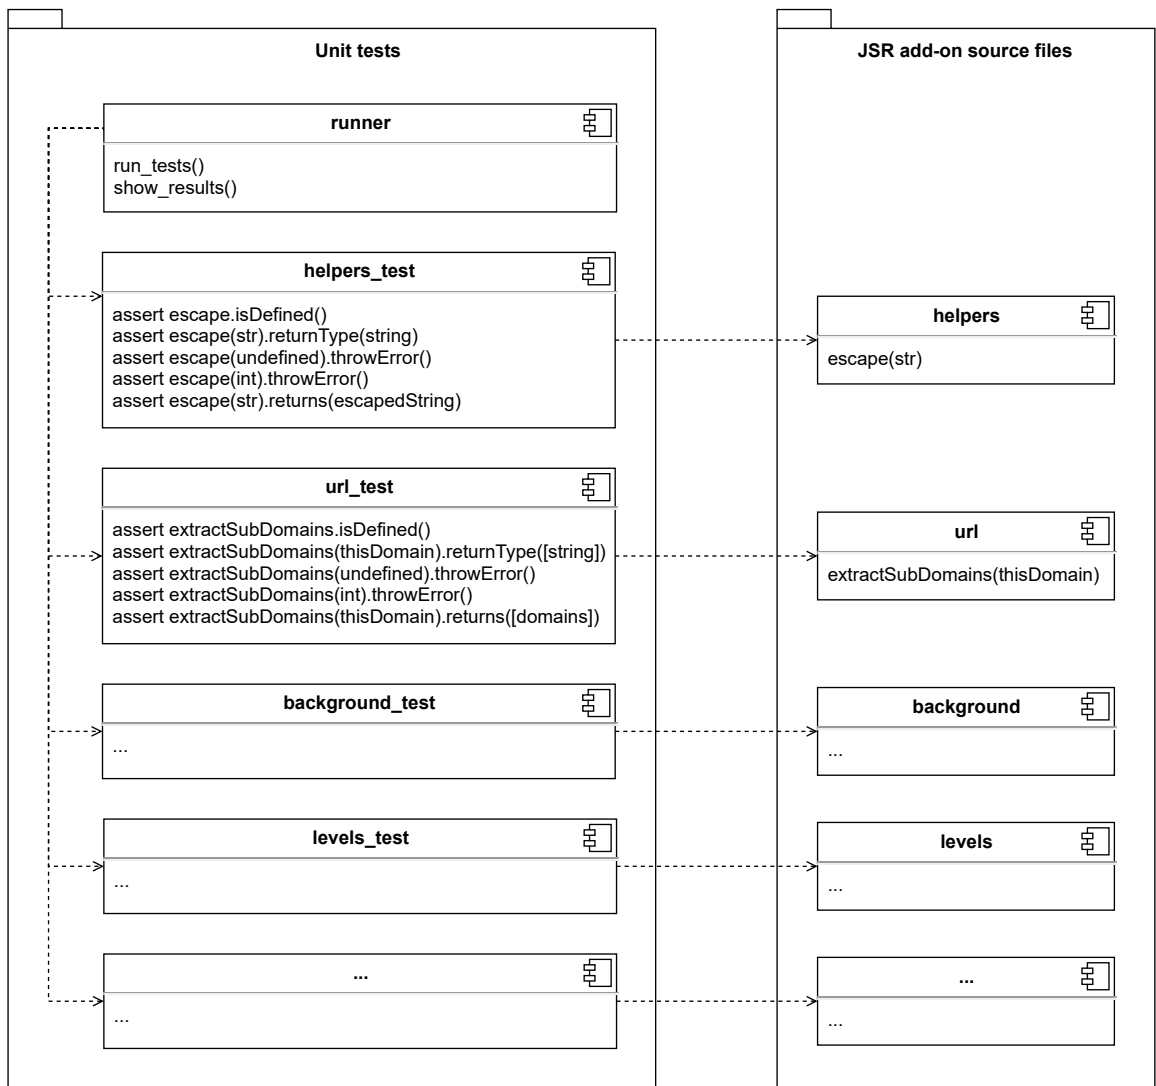 Unit tests
runner
run_tests()
show_results()
helpers_test
assert escape.isDefined()
assert escape(str).returnType(string)
assert escape(undefined).throwError()
assert escape(int).throwError()
assert escape(str).returns(escapedString)
url_test
assert extractSubDomains.isDefined()
assert extractSubDomains(thisDomain).returnType([string])
assert extractSubDomains(undefined).throwError()
assert extractSubDomains(int).throwError()
assert extractSubDomains(thisDomain).returns([domains])
background_test
...
levels_test
...
...
...
JSR add-on source files
helpers
escape(str)
url
extractSubDomains(thisDomain)
background
...
levels
...
...
...